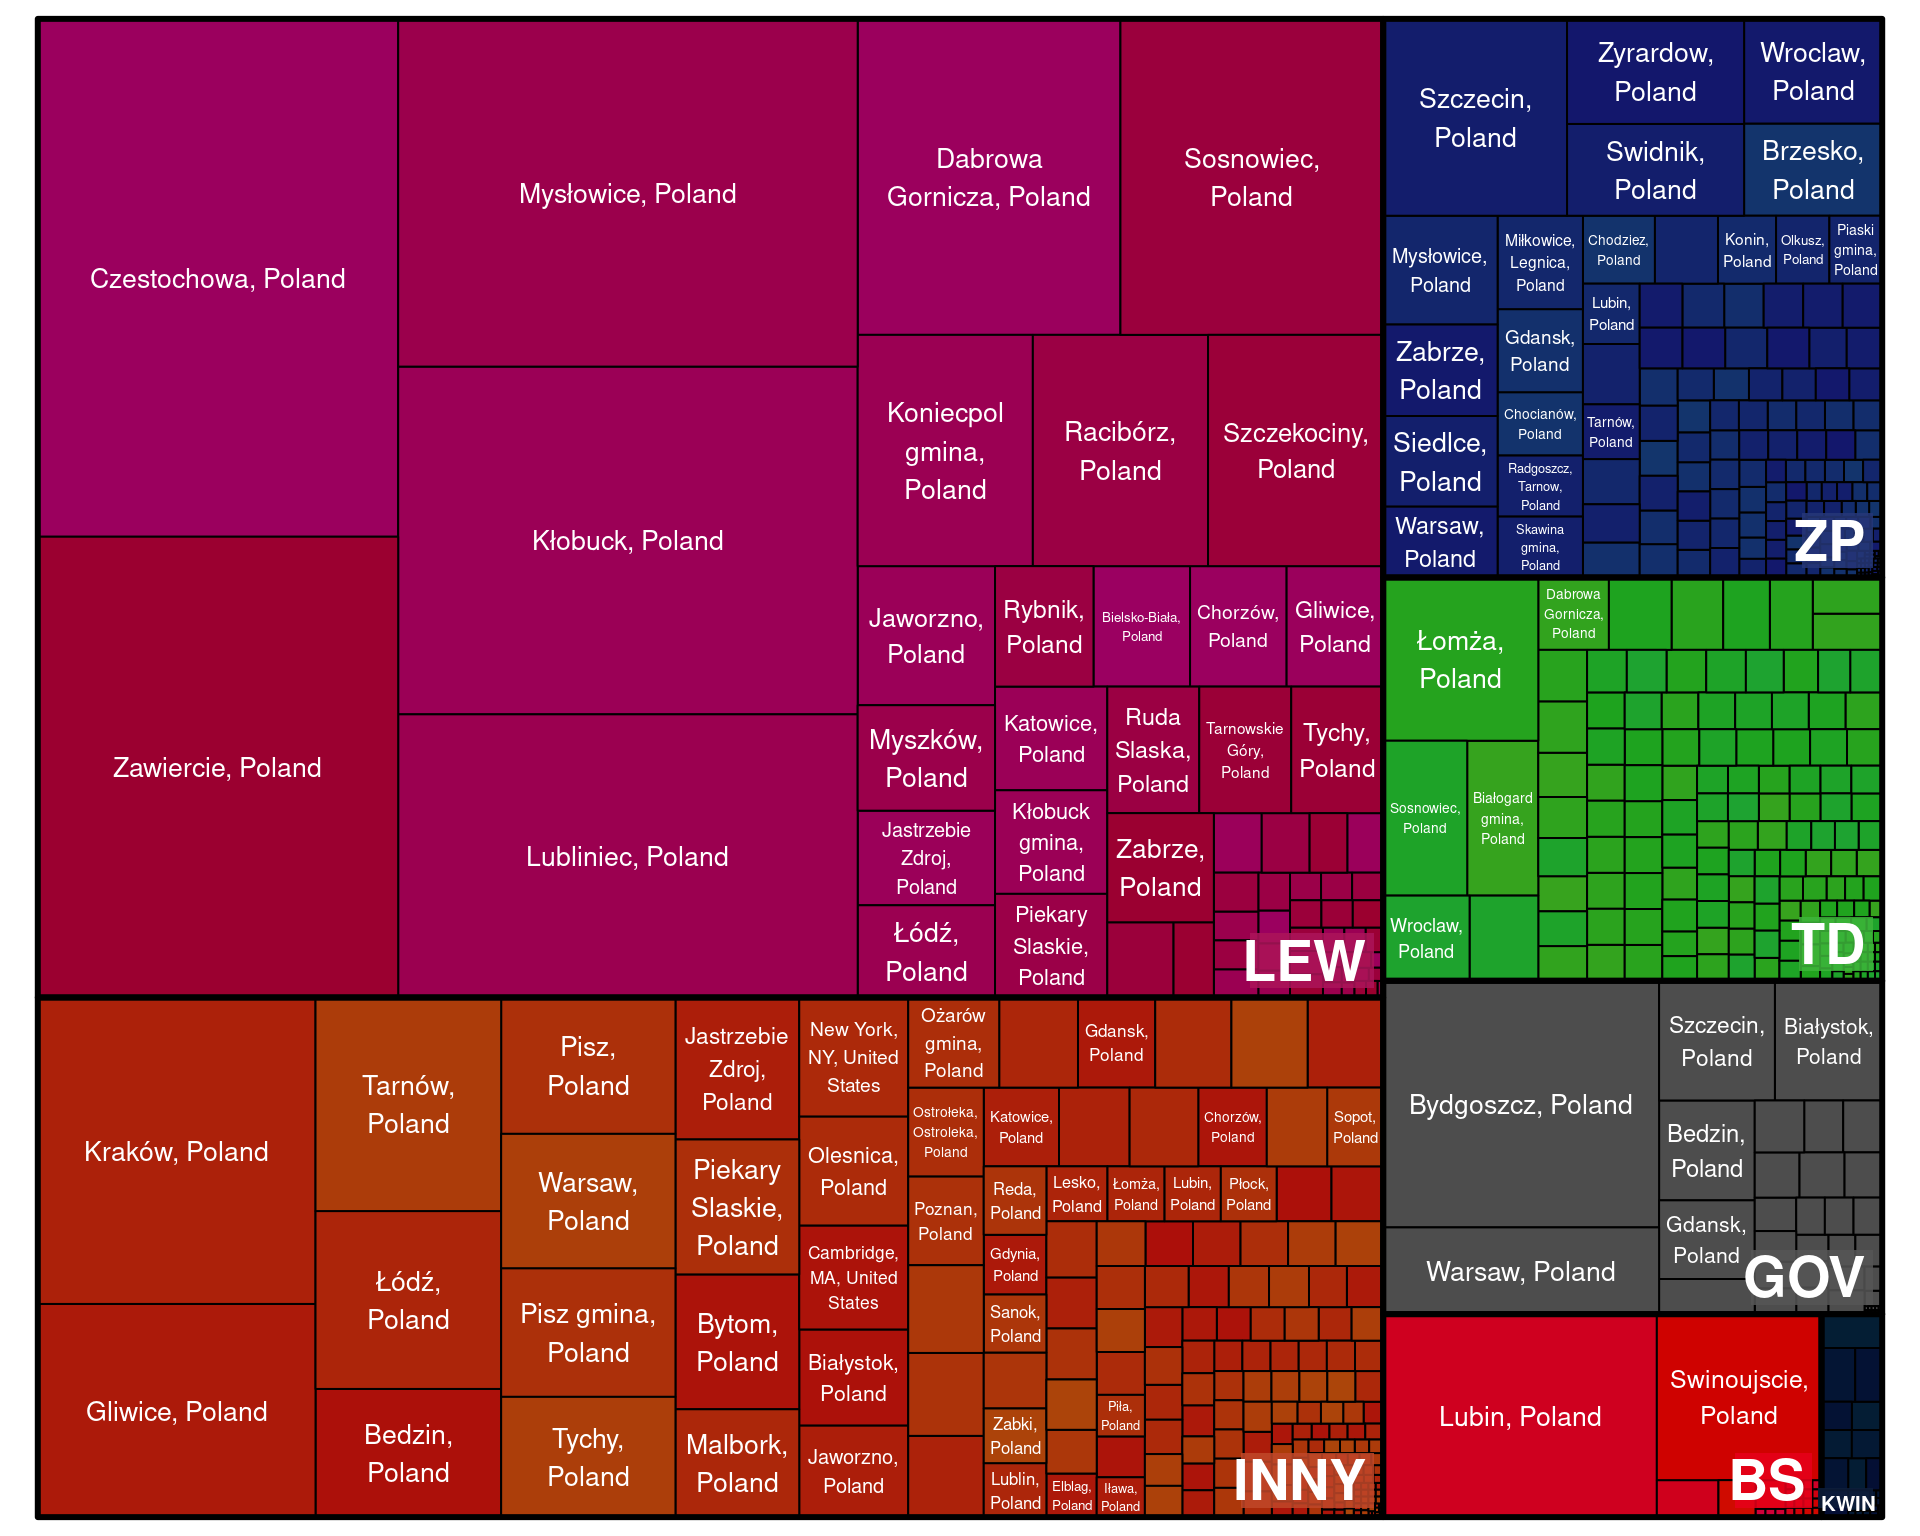 Czestochowa, Poland
Zawiercie, Poland
Mysłowice, Poland
Kłobuck, Poland
Lubliniec, Poland
Dabrowa
Gornicza, Poland
Sosnowiec,
Poland
Koniecpol
gmina,
Poland
Racibórz,
Poland
Szczekociny,
Poland
Jaworzno,
Poland
Myszków,
Poland
Jastrzebie
Zdroj,
Poland
Łódź,
Poland
Rybnik,
Poland
Bielsko-Biała,
Poland
Chorzów,
Poland
Gliwice,
Poland
Katowice,
Poland
Kłobuck
gmina,
Poland
Piekary
Slaskie,
Poland
Ruda
Slaska,
Poland
Tarnowskie
Góry,
Poland
Tychy,
Poland
Zabrze,
Poland
LEW
Kraków, Poland
Gliwice, Poland
Tarnów,
Poland
Łódź,
Poland
Bedzin,
Poland
Pisz,
Poland
Warsaw,
Poland
Pisz gmina,
Poland
Tychy,
Poland
Jastrzebie
Zdroj,
Poland
Piekary
Slaskie,
Poland
Bytom,
Poland
Malbork,
Poland
New York,
NY, United
States
Olesnica,
Poland
Cambridge,
MA, United
States
Białystok,
Poland
Jaworzno,
Poland
Ożarów
gmina,
Poland
Gdansk,
Poland
Ostrołeka,
Ostroleka,
Poland
Poznan,
Poland
Katowice,
Poland
Chorzów,
Poland
Sopot,
Poland
Reda,
Poland
Gdynia,
Poland
Sanok,
Poland
Zabki,
Poland
Lublin,
Poland
Lesko,
Poland
Łomża,
Poland
Lubin,
Poland
Płock,
Poland
Piła,
Poland
Elblag,
Poland
Iława,
Poland
INNY
Szczecin,
Poland
Zyrardow,
Poland
Wroclaw,
Poland
Swidnik,
Poland
Brzesko,
Poland
Mysłowice,
Poland
Zabrze,
Poland
Siedlce,
Poland
Warsaw,
Poland
Miłkowice,
Legnica,
Poland
Gdansk,
Poland
Chocianów,
Poland
Radgoszcz,
Tarnow,
Poland
Skawina
gmina,
Poland
Chodziez,
Poland
Konin,
Poland
Olkusz,
Poland
Piaski
gmina,
Poland
Lubin,
Poland
Tarnów,
Poland
ZP
Łomża,
Poland
Dabrowa
Gornicza,
Poland
Sosnowiec,
Poland
Białogard
gmina,
Poland
Wroclaw,
Poland
TD
Bydgoszcz, Poland
Warsaw, Poland
Szczecin,
Poland
Białystok,
Poland
Bedzin,
Poland
Gdansk,
Poland
GOV
Lubin, Poland
Swinoujscie,
Poland
BS
KWIN